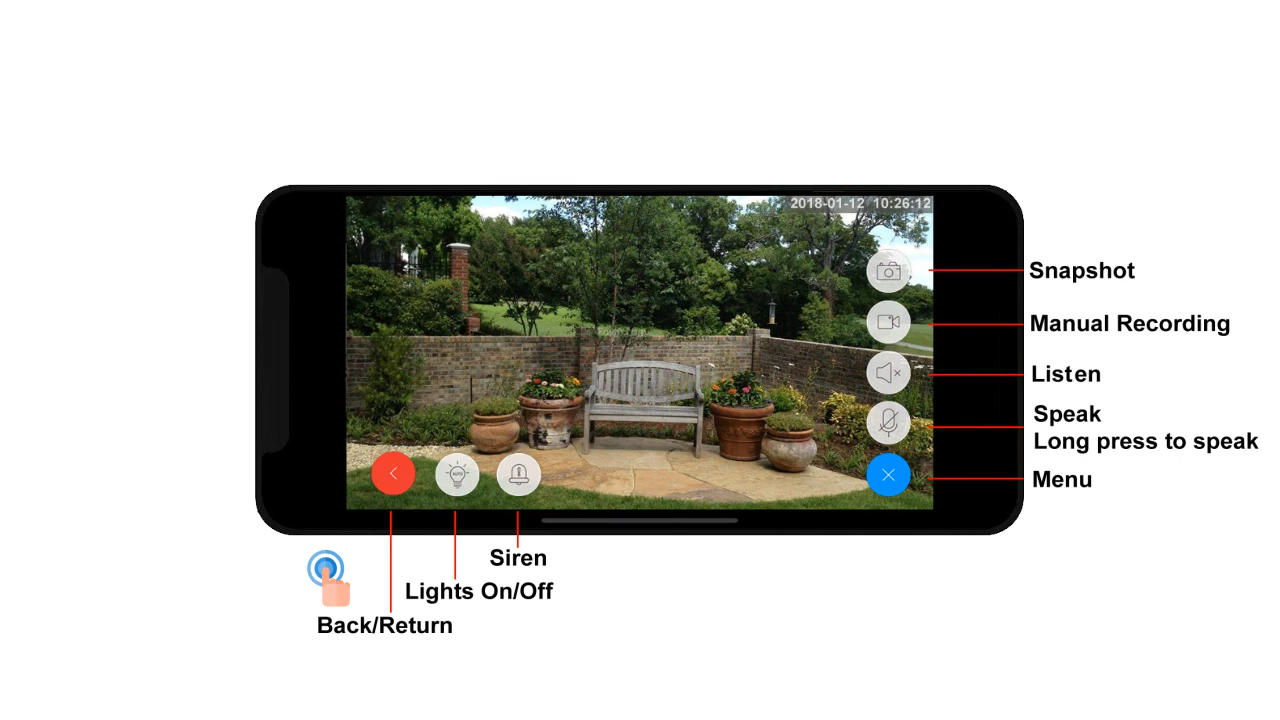 2018-01-12 10:26:12
Snapshot
Manual Recording
Listen
Speak
Long press to speak
AUTO
Menu
Siren
Lights On/Off
Back/Return